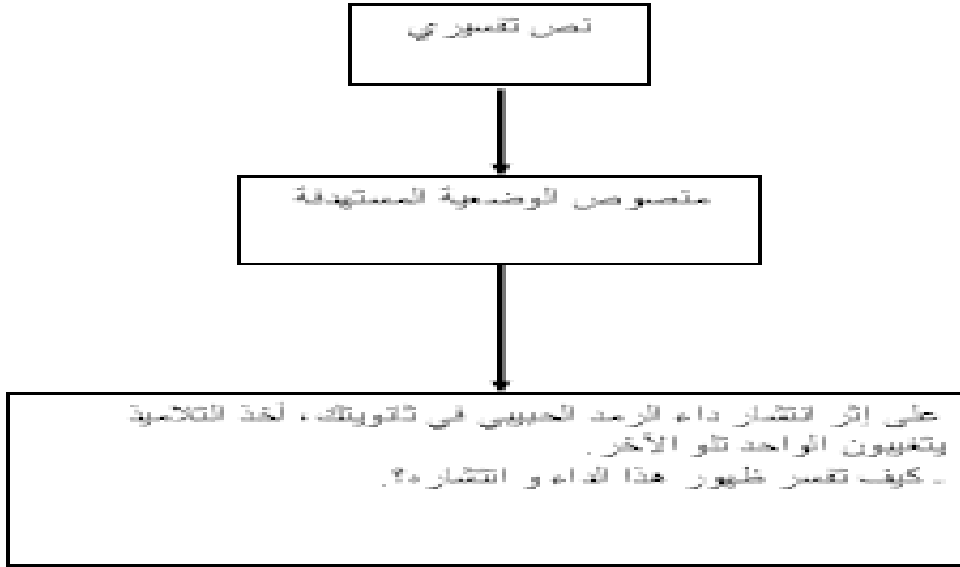 نص تفسيري
منصوص الوضعية المستهدفة
على إثر انتشار داء الرمد الحبيبي في ثانويتك، أخذ التلاميذ
يتغيبون الواحد تلو الآخر.
- كيف تفسر ظهور هذا الداء و انتشاره؟.